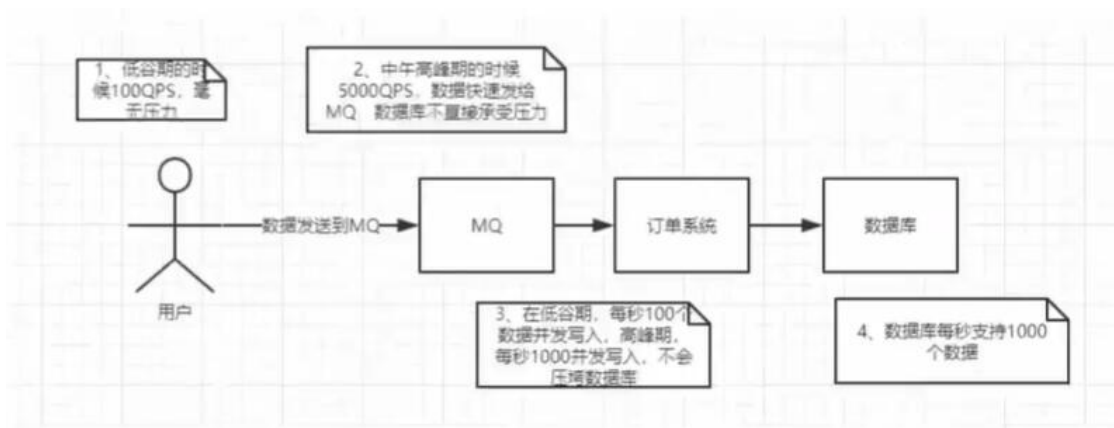 1、低谷期的时
候100QPS，毫
无压力
2、中午高峰期的时候
5000QPS，数据快速发给
MQ 数据库不直接承受压力
数据发送到MQ
MQ
订单系统
数据库
用户
3、在低谷期，每秒100个
数据并发写入，高峰期，
每秒1000并发写入，不会
压垮数据库
4、数据库每秒支持1000
个数据